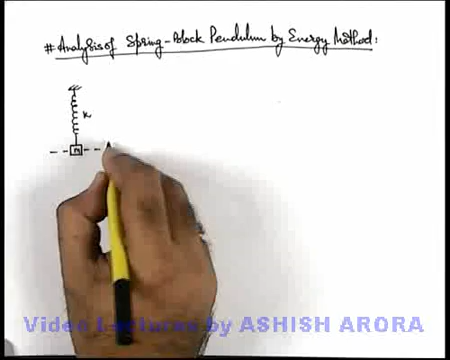 # Analysis of Spring-Block Pendulum by Energy Method:
k
M
Video Lectures by ASHISH ARORA